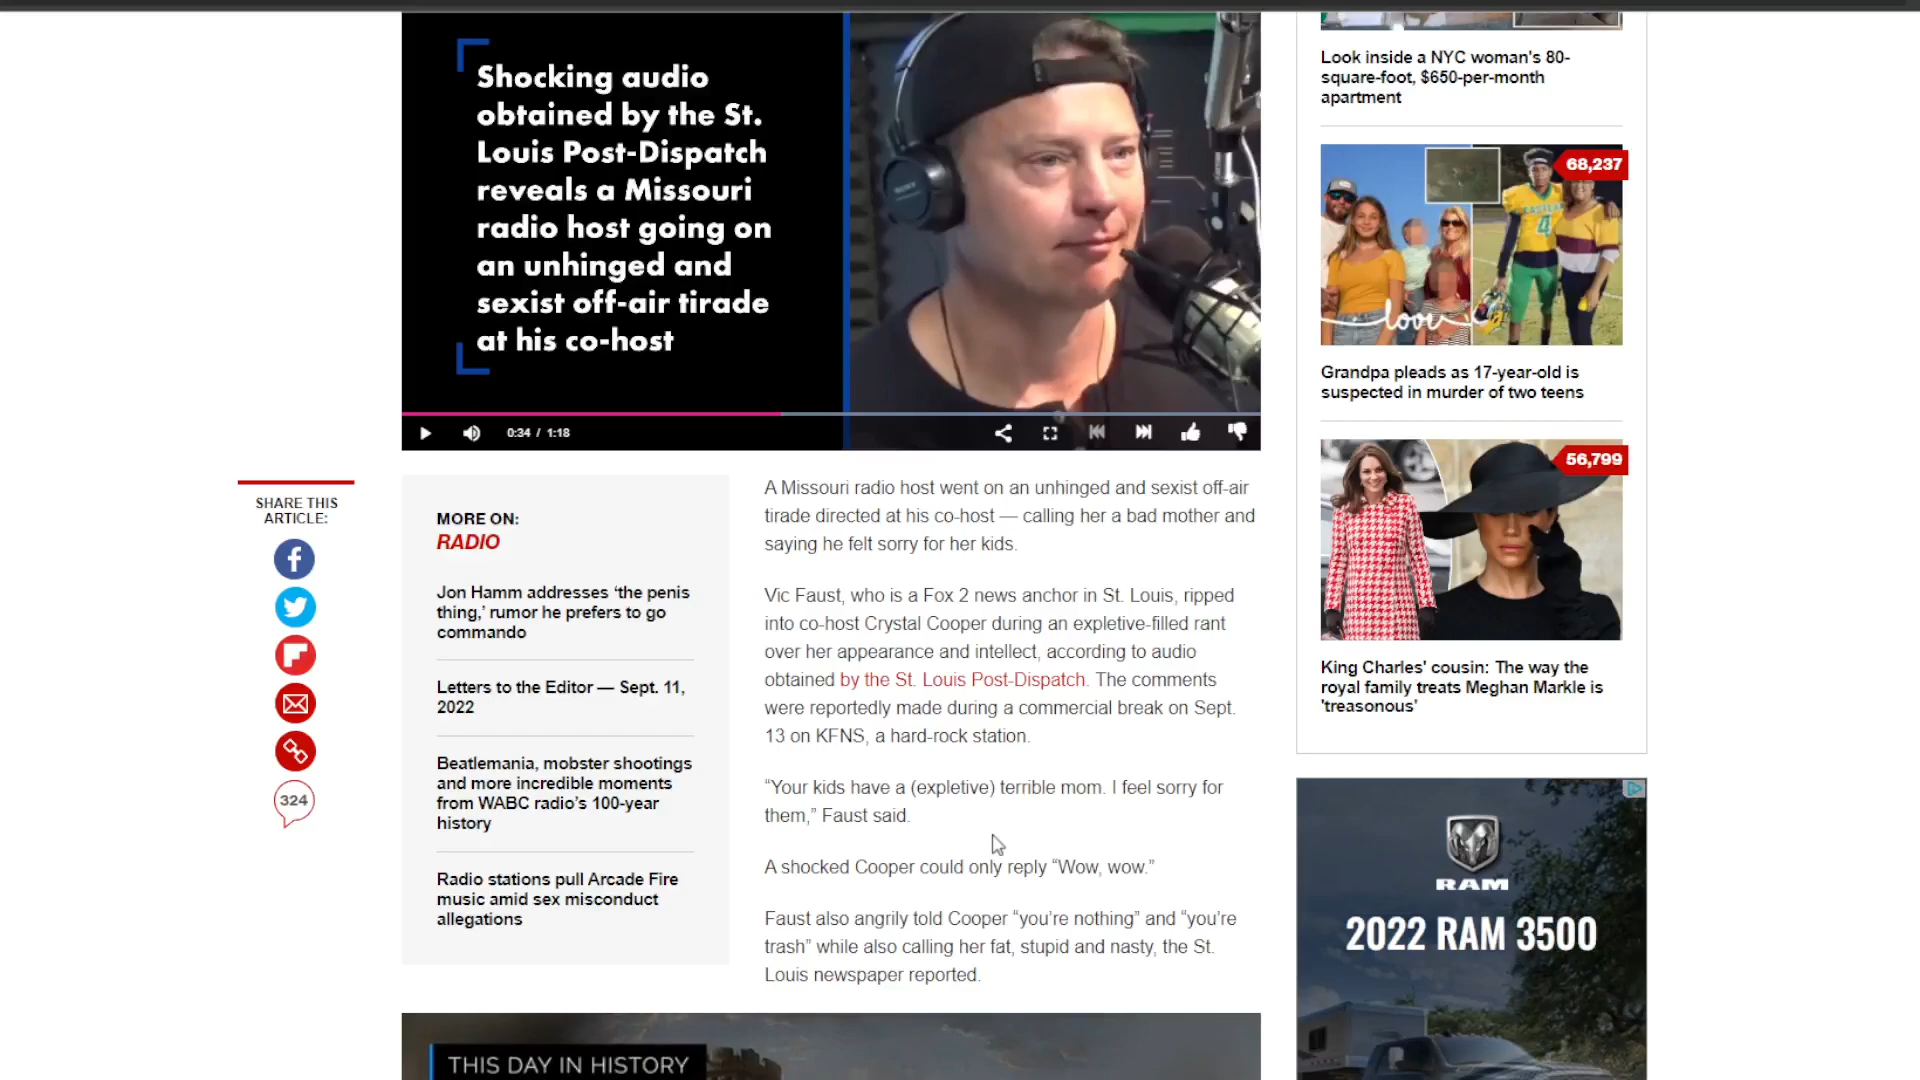 Shocking audio
obtained by the St.
Louis Post-Dispatch
reveals a Missouri
radio host going on
an unhinged and
sexist off-air tirade
at his co-host
SONY
0:34 / 1:18
SHARE THIS
ARTICLE:
324
MORE ON:
RADIO
Jon Hamm addresses ‘the penis
thing,’ rumor he prefers to go
commando
Letters to the Editor — Sept. 11,
2022
Beatlemania, mobster shootings
and more incredible moments
from WABC radio’s 100-year
history
Radio stations pull Arcade Fire
music amid sex misconduct
allegations
A Missouri radio host went on an unhinged and sexist off-air
tirade directed at his co-host — calling her a bad mother and
saying he felt sorry for her kids.
Vic Faust, who is a Fox 2 news anchor in St. Louis, ripped
into co-host Crystal Cooper during an expletive-filled rant
over her appearance and intellect, according to audio
obtained by the St. Louis Post-Dispatch. The comments
were reportedly made during a commercial break on Sept.
13 on KFNS, a hard-rock station.
“Your kids have a (expletive) terrible mom. I feel sorry for
them,” Faust said.
A shocked Cooper could only reply “Wow, wow.”
Faust also angrily told Cooper “you’re nothing” and “you’re
trash” while also calling her fat, stupid and nasty, the St.
Louis newspaper reported.
THIS DAY IN HISTORY
Look inside a NYC woman's 80-
square-foot, $650-per-month
apartment
68,237
4
love
Grandpa pleads as 17-year-old is
suspected in murder of two teens
56,799
King Charles' cousin: The way the
royal family treats Meghan Markle is
'treasonous'
RAM
2022 RAM 3500